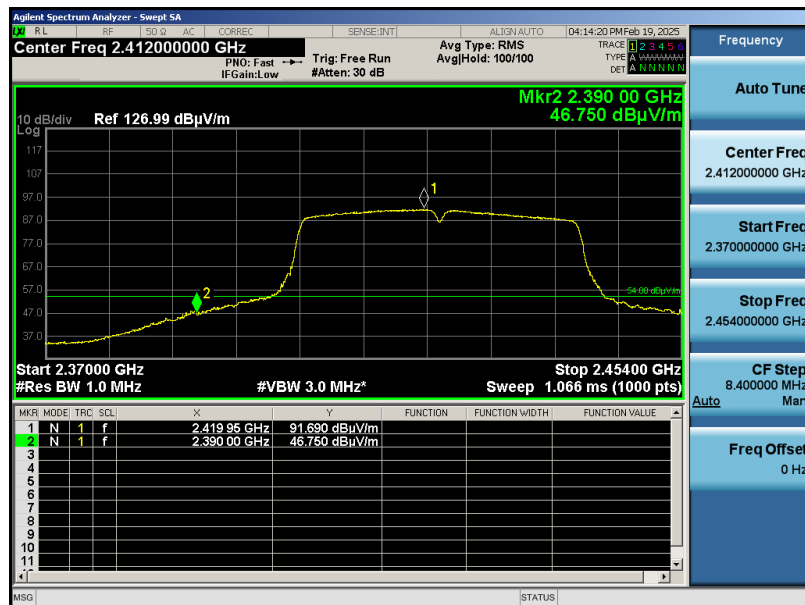 Agilent Spectrum Analyzer - Swept SA
LXI RL RF 50 Ω AC CORREC SENSE:INT ALIGN AUTO 04:14:20 PM Feb 19, 2025
Center Freq 2.412000000 GHz
PNO: Fast
IFGain:Low
Trig: Free Run
#Atten: 30 dB
Avg Type: RMS
Avg|Hold: 100/100
TRACE 1 2 3 4 5 6
TYPE A WWWWW
DET A N N N N N
Mkr2 2.390 00 GHz
46.750 dBµV/m
10 dB/div
Log
Ref 126.99 dBµV/m
117
107
97.0
87.0
77.0
67.0
57.0
47.0
37.0
1
2
54.00 dBµV/m
Start 2.37000 GHz
Stop 2.45400 GHz
#Res BW 1.0 MHz
#VBW 3.0 MHz*
Sweep 1.066 ms (1000 pts)
MKR MODE TRC SCL X Y FUNCTION FUNCTION WIDTH FUNCTION VALUE
1 N 1 f 2.419 95 GHz 91.690 dBµV/m
2 N 1 f 2.390 00 GHz 46.750 dBµV/m
3
4
5
6
7
8
9
10
11
MSG
STATUS
Frequency
Auto Tune
Center Freq
2.412000000 GHz
Start Freq
2.370000000 GHz
Stop Freq
2.454000000 GHz
CF Step
8.400000 MHz
Auto Man
Freq Offset
0 Hz